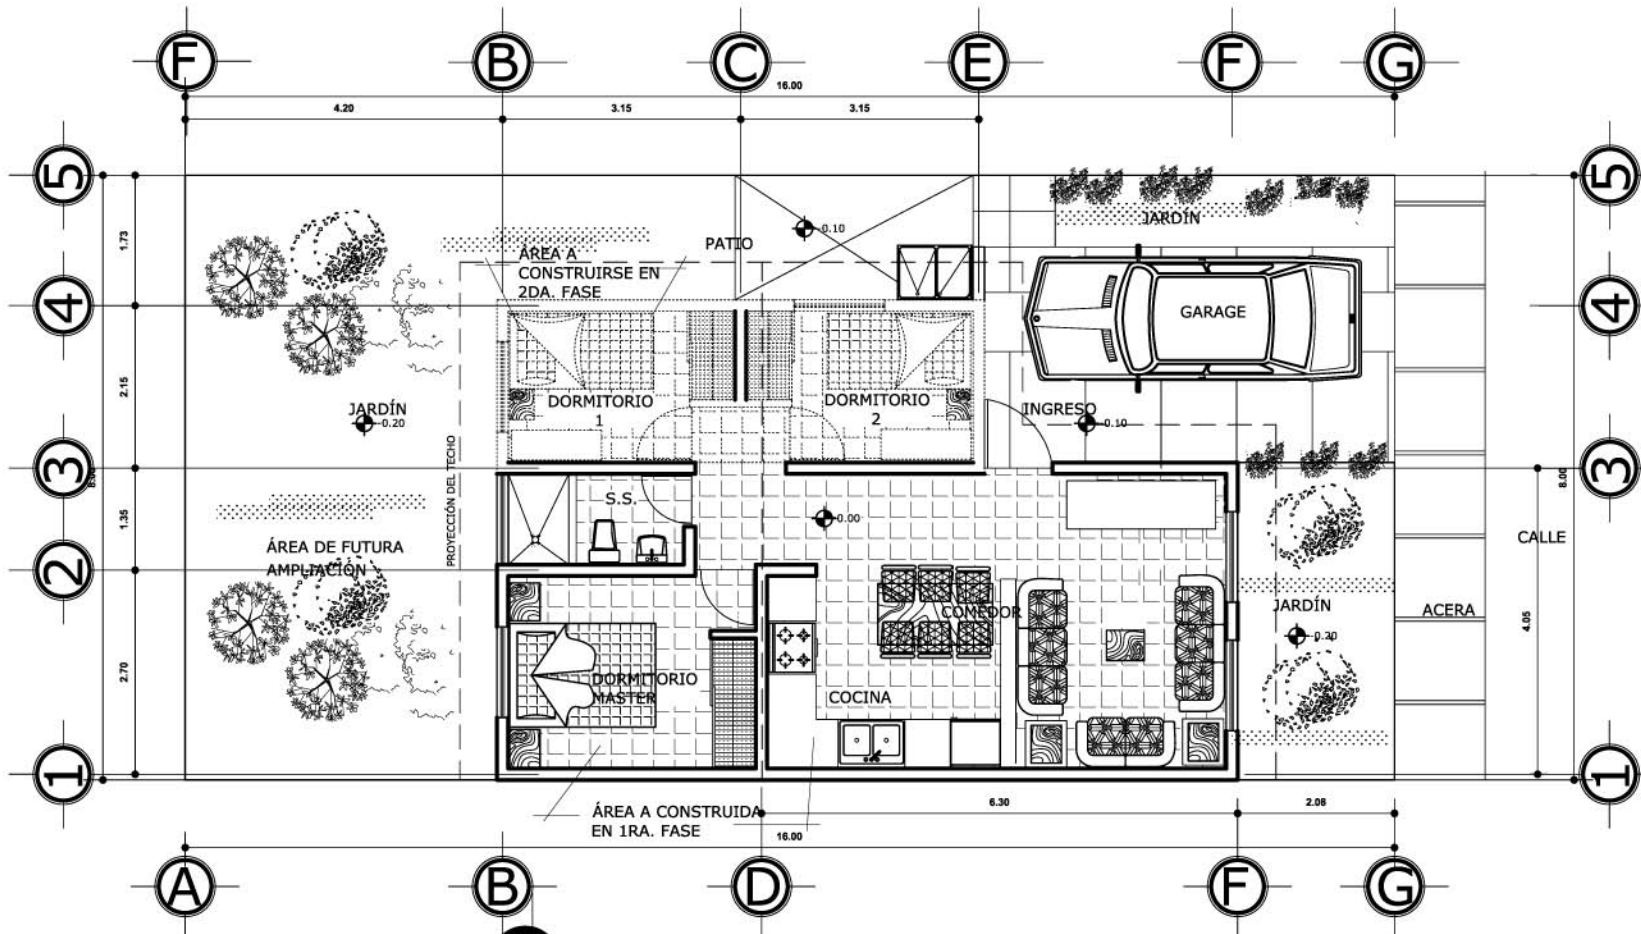 F B C E F G
16.00
4.20 3.15 3.15
5 5
1.73
JARDÍN
PATIO
-0.10
ÁREA A
CONSTRUIRSE EN
2DA. FASE
4 4
GARAGE
2.15
DORMITORIO
1
DORMITORIO
2
JARDÍN
-0.20
INGRESO
-0.10
PROYECCIÓN DEL TECHO
3 3
8.00
8.00
S.S.
1.35
0.00
ÁREA DE FUTURA
AMPLIACIÓN
CALLE
2
COMEDOR
JARDÍN
ACERA
-0.20
4.05
2.70
DORMITORIO
MASTER
COCINA
1 1
ÁREA A CONSTRUIDA
EN 1RA. FASE
6.30 2.08
16.00
A B D F G